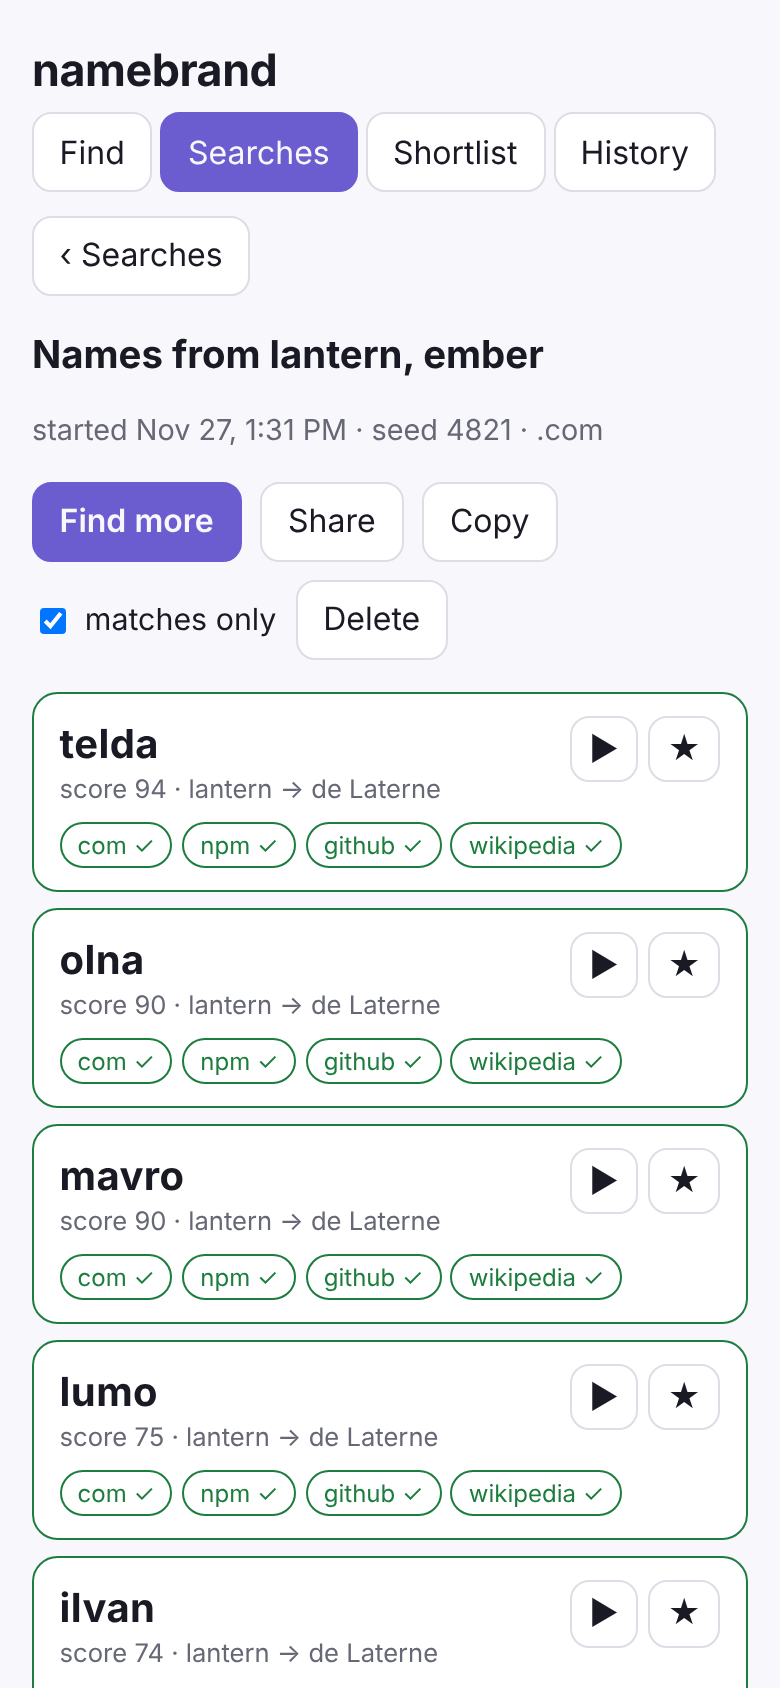 namebrand
Find Searches Shortlist History
‹ Searches
Names from lantern, ember
started Nov 27, 1:31 PM · seed 4821 · .com
Find more Share Copy
matches only Delete
telda ▶ ★
score 94 · lantern → de Laterne
com ✓ npm ✓ github ✓ wikipedia ✓
olna ▶ ★
score 90 · lantern → de Laterne
com ✓ npm ✓ github ✓ wikipedia ✓
mavro ▶ ★
score 90 · lantern → de Laterne
com ✓ npm ✓ github ✓ wikipedia ✓
lumo ▶ ★
score 75 · lantern → de Laterne
com ✓ npm ✓ github ✓ wikipedia ✓
ilvan ▶ ★
score 74 · lantern → de Laterne